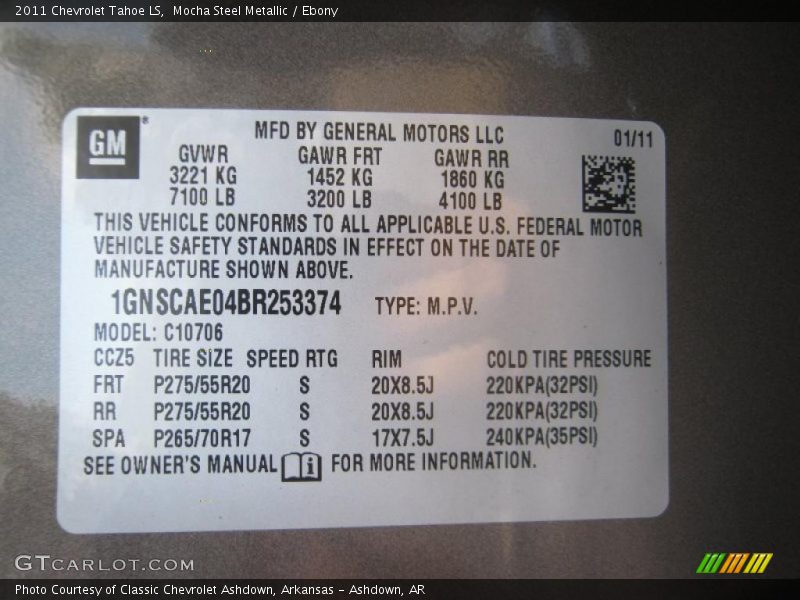 2011 Chevrolet Tahoe LS,  Mocha Steel Metallic / Ebony
GM®
MFD BY GENERAL MOTORS LLC 01/11
GVWR GAWR FRT GAWR RR
3221 KG 1452 KG 1860 KG
7100 LB 3200 LB 4100 LB
THIS VEHICLE CONFORMS TO ALL APPLICABLE U.S. FEDERAL MOTOR
VEHICLE SAFETY STANDARDS IN EFFECT ON THE DATE OF
MANUFACTURE SHOWN ABOVE.
1GNSCAE04BR253374 TYPE: M.P.V.
MODEL: C10706
CCZ5 TIRE SIZE SPEED RTG RIM COLD TIRE PRESSURE
FRT P275/55R20 S 20X8.5J 220KPA(32PSI)
RR P275/55R20 S 20X8.5J 220KPA(32PSI)
SPA P265/70R17 S 17X7.5J 240KPA(35PSI)
SEE OWNER'S MANUAL i FOR MORE INFORMATION.
GTCARLOT.COM
Photo Courtesy of Classic Chevrolet Ashdown, Arkansas - Ashdown, AR